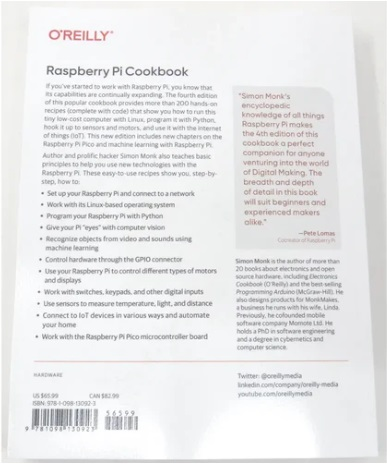 O'REILLY®
Raspberry Pi Cookbook
If you've started to work with Raspberry Pi, you know that
its capabilities are continually expanding. The fourth edition
of this popular cookbook provides more than 200 hands-on
recipes (complete with code) that show you how to run this
tiny low-cost computer with Linux, program it with Python,
hook it up to sensors and motors, and use it with the internet
of things (IoT). This new edition includes new chapters on the
Raspberry Pi Pico and machine learning with Raspberry Pi.
Author and prolific hacker Simon Monk also teaches basic
principles to help you use new technologies with the
Raspberry Pi. These easy-to-use recipes show you, step-by-
step, how to:
• Set up your Raspberry Pi and connect to a network
• Work with its Linux-based operating system
• Program your Raspberry Pi with Python
• Give your Pi "eyes" with computer vision
• Recognize objects from video and sounds using
machine learning
• Control hardware through the GPIO connector
• Use your Raspberry Pi to control different types of motors
and displays
• Work with switches, keypads, and other digital inputs
• Use sensors to measure temperature, light, and distance
• Connect to IoT devices in various ways and automate
your home
• Work with the Raspberry Pi Pico microcontroller board
"Simon Monk's
encyclopedic
knowledge of all things
Raspberry Pi makes
the 4th edition of this
cookbook a perfect
companion for anyone
venturing into the world
of Digital Making. The
breadth and depth
of detail in this book
will suit beginners and
experienced makers
alike."
—Pete Lomas
Cocreator of Raspberry Pi
Simon Monk is the author of more than
20 books about electronics and open
source hardware, including Electronics
Cookbook (O'Reilly) and the best-selling
Programming Arduino (McGraw-Hill). He
also designs products for MonkMakes,
a business he runs with his wife, Linda.
Previously, he cofounded mobile
software company Momote Ltd. He
holds a PhD in software engineering
and a degree in cybernetics and
computer science.
HARDWARE
US $65.99 CAN $82.99
ISBN: 978-1-098-13092-3
56599
9 781098 130923
Twitter: @oreillymedia
linkedin.com/company/oreilly-media
youtube.com/oreillymedia